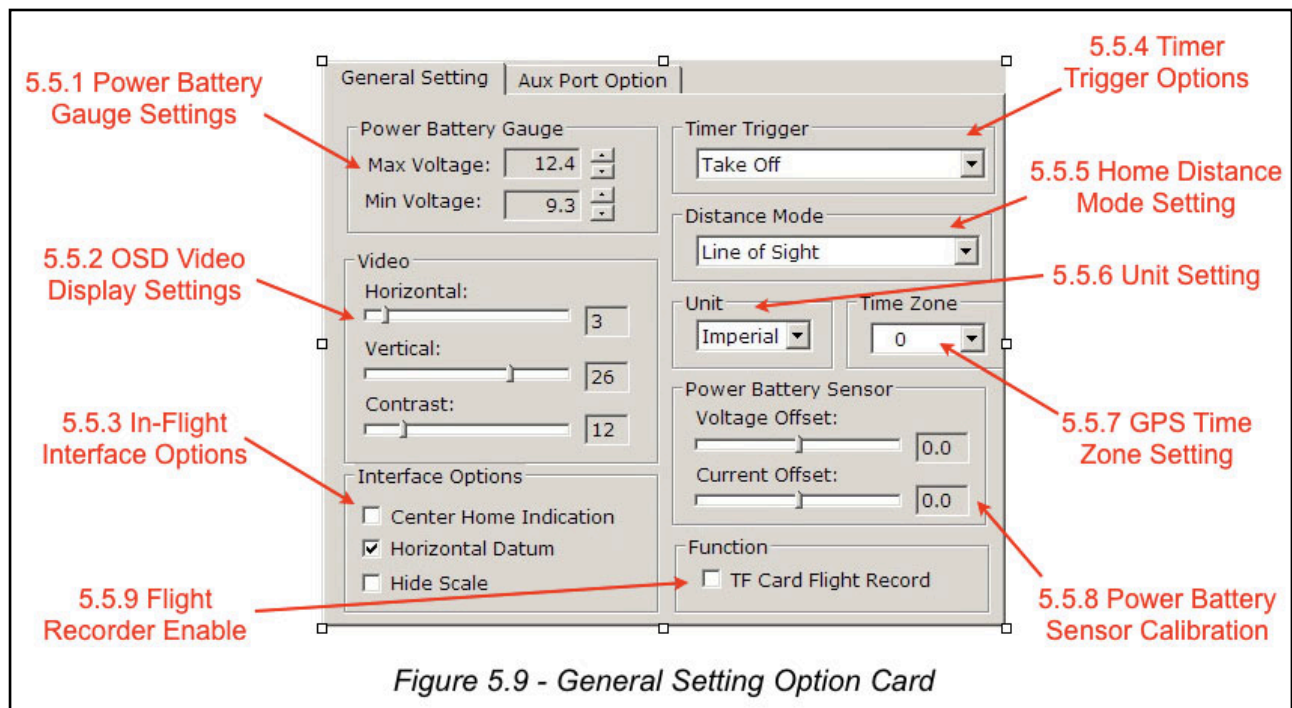 5.5.1 Power Battery
Gauge Settings
5.5.2 OSD Video
Display Settings
5.5.3 In-Flight
Interface Options
5.5.9 Flight
Recorder Enable
General Setting
Aux Port Option
Power Battery Gauge
Max Voltage: 12.4
Min Voltage: 9.3
Video
Horizontal:
3
Vertical:
26
Contrast:
12
Interface Options
Center Home Indication
Horizontal Datum
Hide Scale
Timer Trigger
Take Off
Distance Mode
Line of Sight
Unit
Imperial
Time Zone
0
Power Battery Sensor
Voltage Offset:
0.0
Current Offset:
0.0
Function
TF Card Flight Record
5.5.4 Timer
Trigger Options
5.5.5 Home Distance
Mode Setting
5.5.6 Unit Setting
5.5.7 GPS Time
Zone Setting
5.5.8 Power Battery
Sensor Calibration
Figure 5.9 - General Setting Option Card